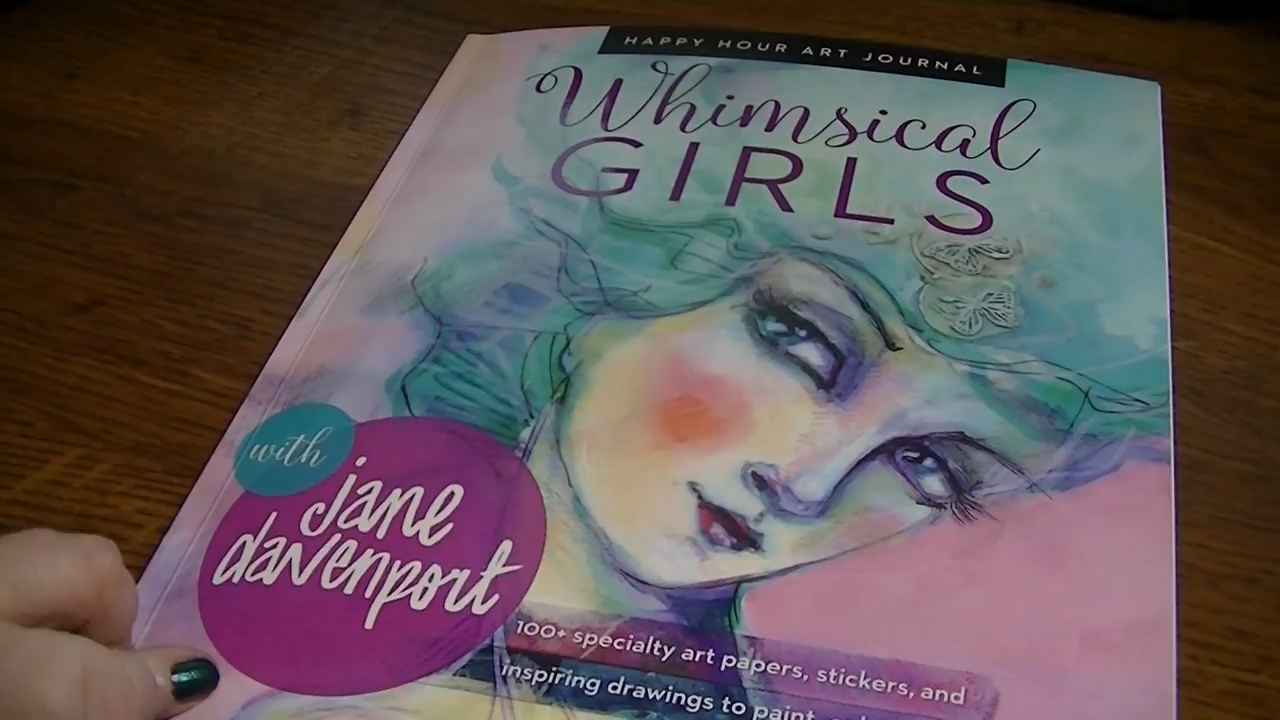 HAPPY HOUR ART JOURNAL
Whimsical
GIRLS
with
jane
davenport
100+ specialty art papers, stickers, and
inspiring drawings to paint,